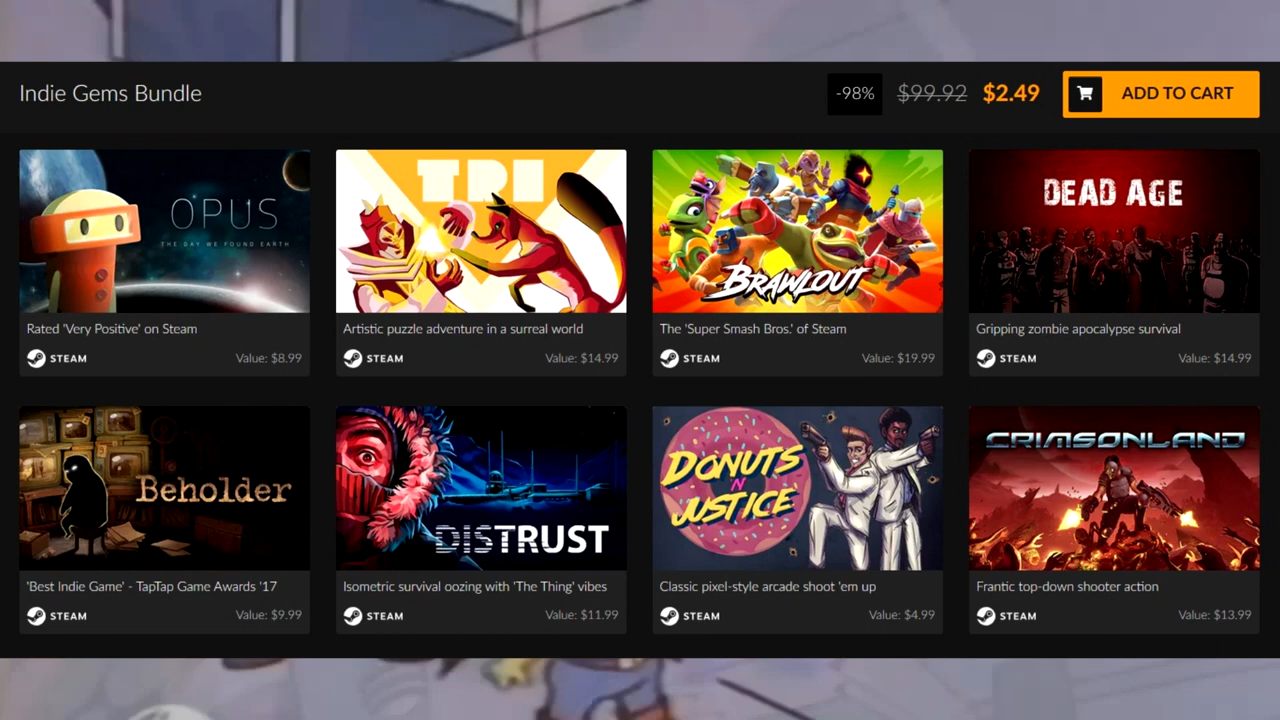 Indie Gems Bundle
-98% $99.92 $2.49 ADD TO CART
OPUS
THE DAY WE FOUND EARTH
Rated 'Very Positive' on Steam
STEAM Value: $8.99
TRI
Artistic puzzle adventure in a surreal world
STEAM Value: $14.99
BRAWLOUT
The 'Super Smash Bros.' of Steam
STEAM Value: $19.99
DEAD AGE
Gripping zombie apocalypse survival
STEAM Value: $14.99
Beholder
'Best Indie Game' - TapTap Game Awards '17
STEAM Value: $9.99
DISTRUST
Isometric survival oozing with 'The Thing' vibes
STEAM Value: $11.99
DONUTS
N
JUSTICE
Classic pixel-style arcade shoot 'em up
STEAM Value: $4.99
CRIMSONLAND
Frantic top-down shooter action
STEAM Value: $13.99